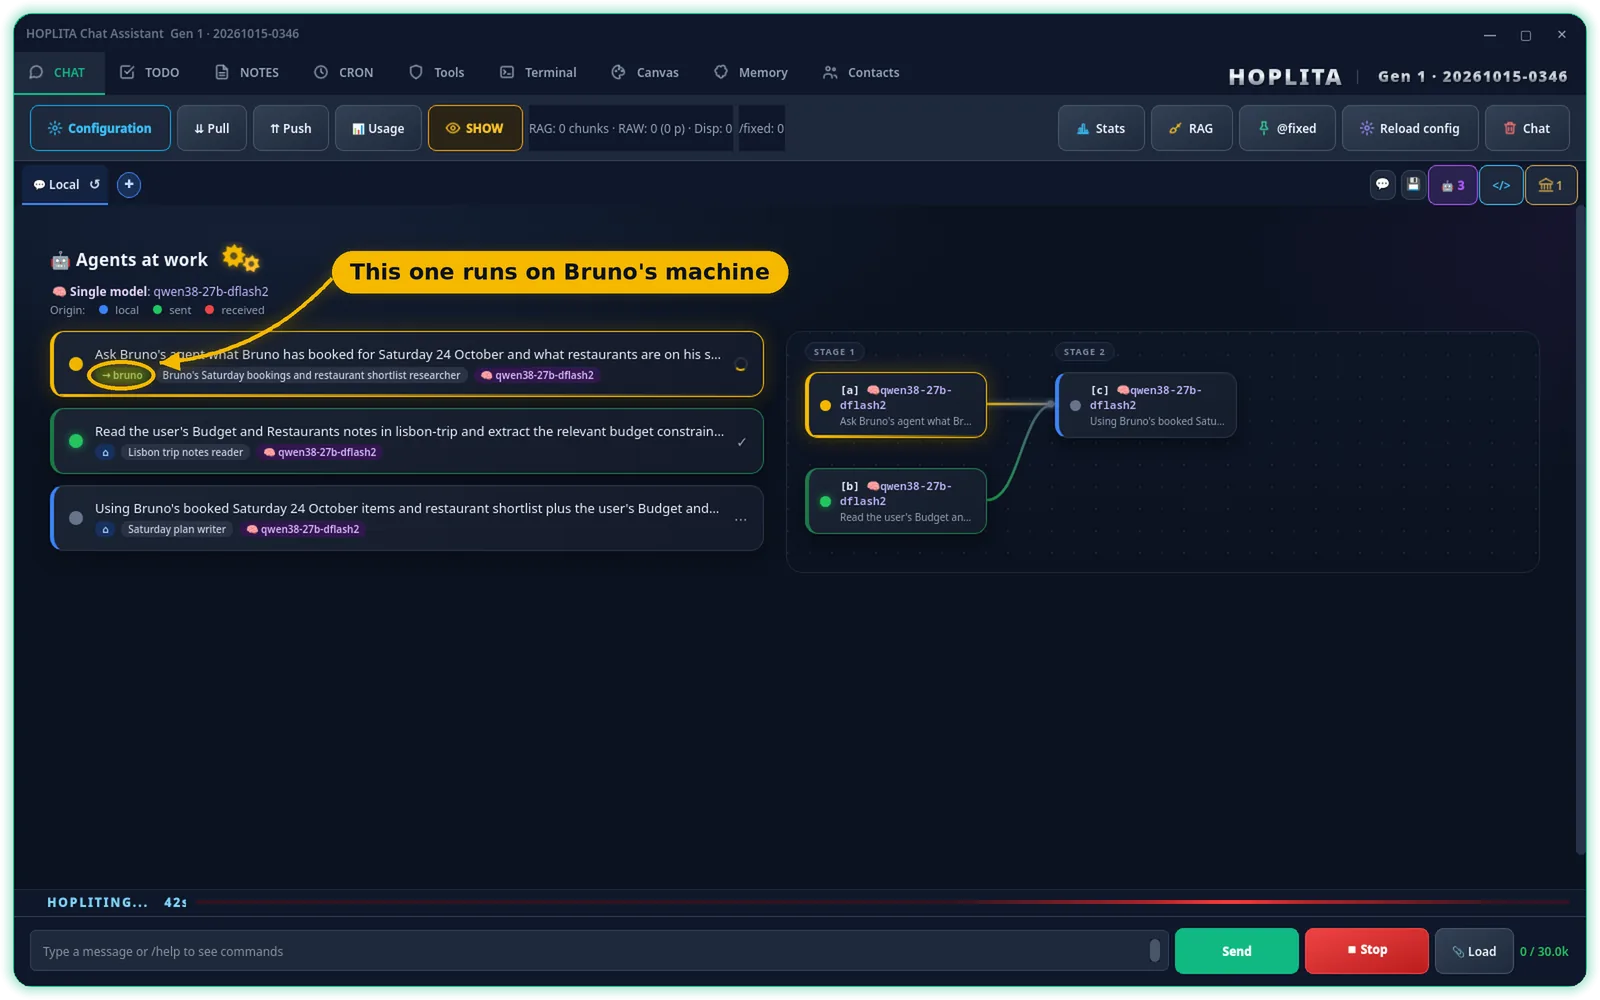 HOPLITA Chat Assistant Gen 1 · 20261015-0346
CHAT TODO NOTES CRON Tools Terminal Canvas Memory Contacts
HOPLITA | Gen 1 · 20261015-0346
Configuration Pull Push Usage SHOW RAG: 0 chunks · RAW: 0 (0 p) · Disp: 0 /fixed: 0 Stats RAG @fixed Reload config Chat
Local ↺ + 3 </> 1
Agents at work
This one runs on Bruno's machine
Single model: qwen38-27b-dflash2
Origin: local sent received
Ask Bruno's agent what Bruno has booked for Saturday 24 October and what restaurants are on his s...
→ bruno Bruno's Saturday bookings and restaurant shortlist researcher qwen38-27b-dflash2
Read the user's Budget and Restaurants notes in lisbon-trip and extract the relevant budget constrain... ✓
Lisbon trip notes reader qwen38-27b-dflash2
Using Bruno's booked Saturday 24 October items and restaurant shortlist plus the user's Budget and... ...
Saturday plan writer qwen38-27b-dflash2
STAGE 1
[a] qwen38-27b-
dflash2
Ask Bruno's agent what Br...
[b] qwen38-27b-
dflash2
Read the user's Budget an...
STAGE 2
[c] qwen38-27b-
dflash2
Using Bruno's booked Satu...
HOPLITING... 42s
Type a message or /help to see commands
Send Stop Load 0 / 30.0k